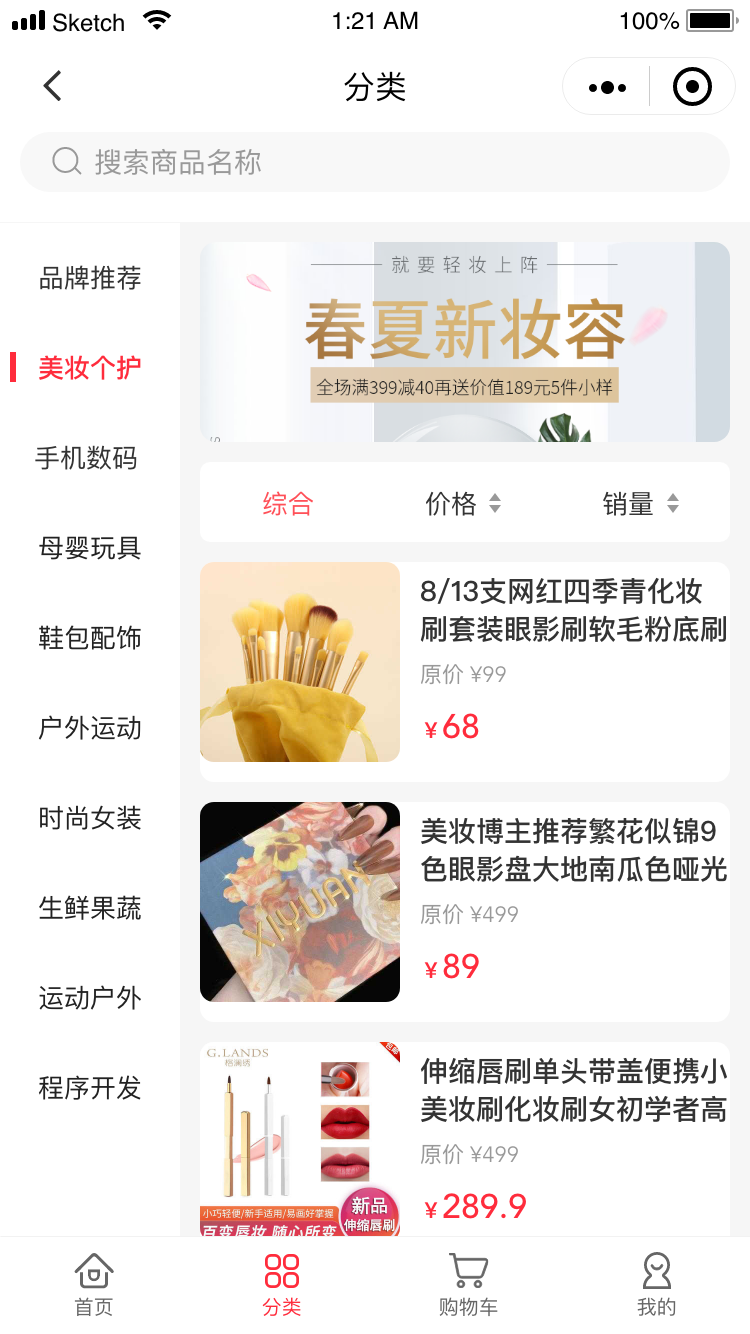 Sketch 1:21 AM 100%
分类
搜索商品名称
品牌推荐
美妆个护
手机数码
母婴玩具
鞋包配饰
户外运动
时尚女装
生鲜果蔬
运动户外
程序开发
就要轻妆上阵
春夏新妆容
全场满399减40再送价值189元5件小样
综合 价格 销量
8/13支网红四季青化妆
刷套装眼影刷软毛粉底刷
原价 ¥99
¥68
XIYUAN
美妆博主推荐繁花似锦9
色眼影盘大地南瓜色哑光
原价 ¥499
¥89
G.LANDS
格澜绣
小巧轻便/新手适用/易画好掌握
百变唇妆 随心所变
新品
伸缩唇刷
伸缩唇刷单头带盖便携小
美妆刷化妆刷女初学者高
原价 ¥499
¥289.9
首页 分类 购物车 我的